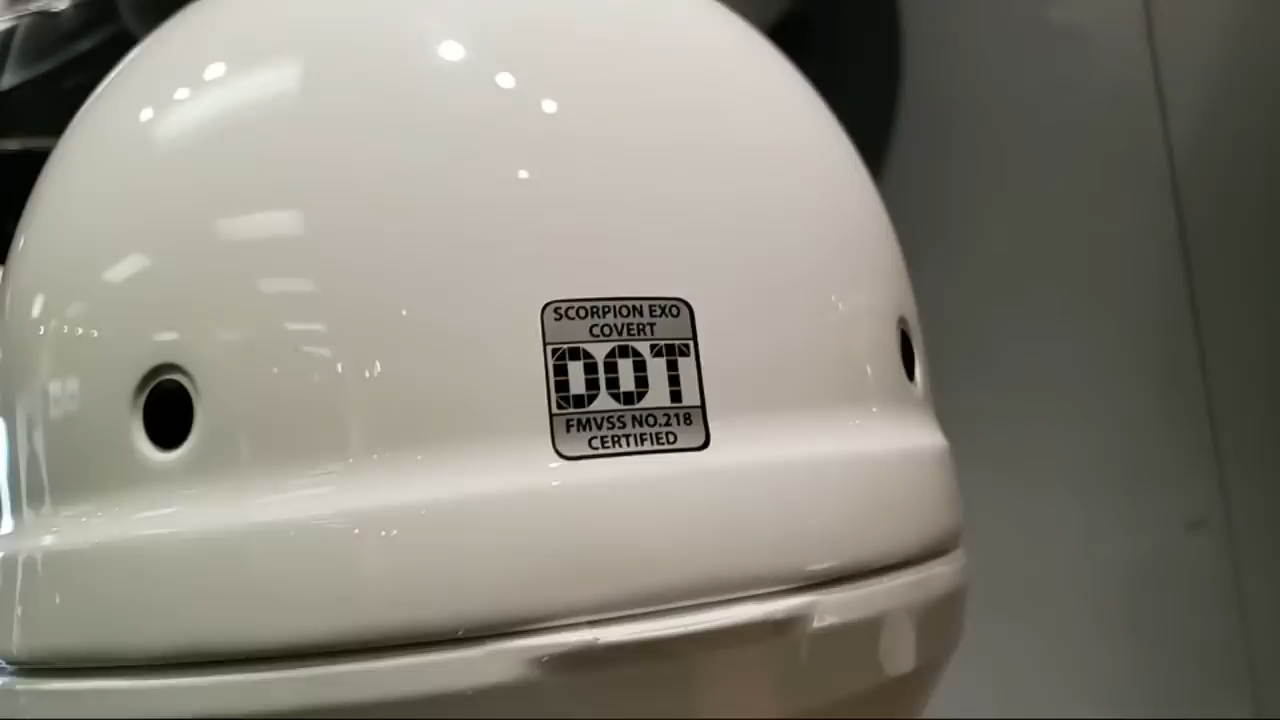 SCORPION EXO
COVERT
DOT
FMVSS NO.218
CERTIFIED